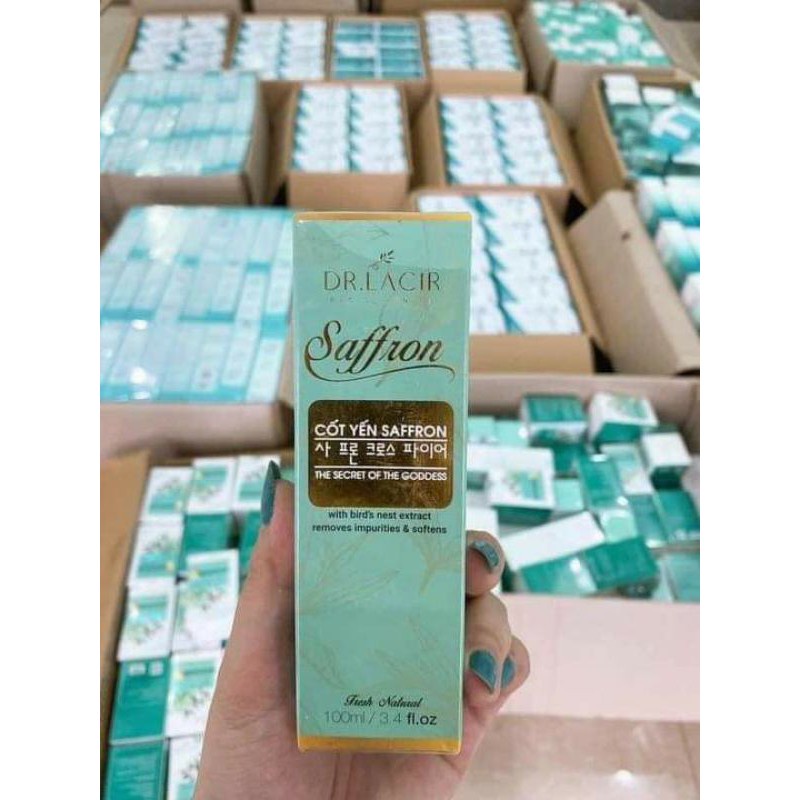 DR.LACIR
Saffron
CỐT YẾN SAFFRON
사 프론 크로스 파이어
THE SECRET OF THE GODDESS
with bird's nest extract
removes impurities & softens
Fresh Natural
100ml / 3.4 fl.oz